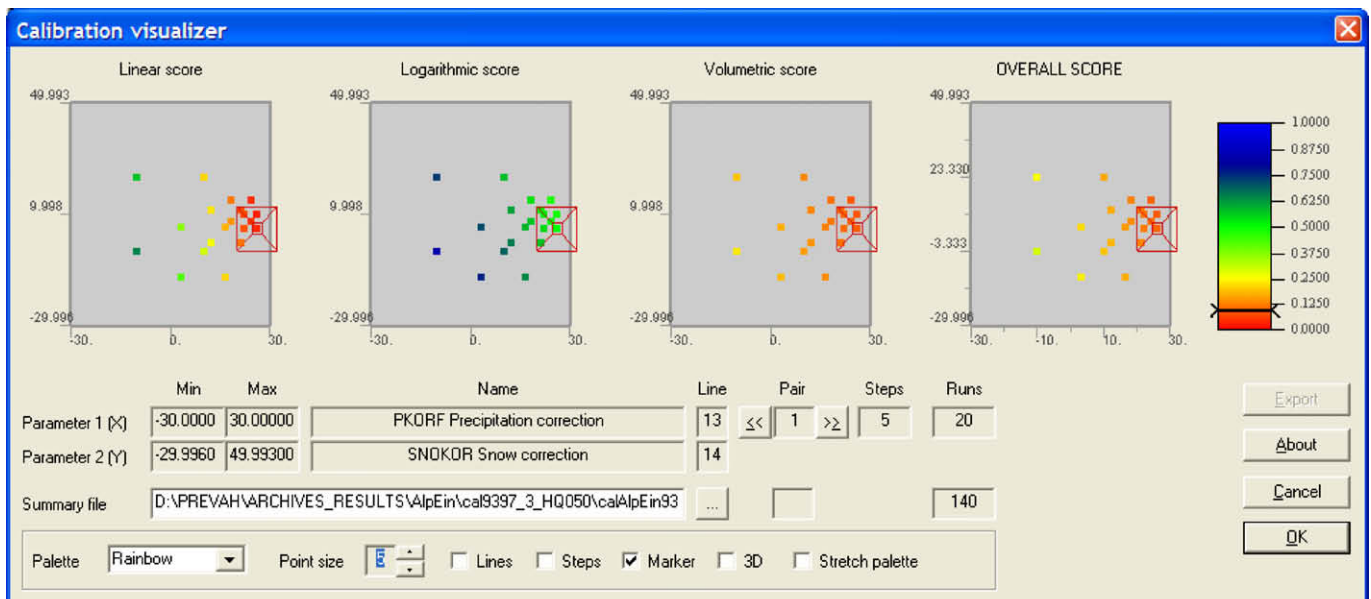 Calibration visualizer
Linear score Logarithmic score Volumetric score OVERALL SCORE
49.993 49.993 49.993 49.993
1.0000
0.8750
23.330 0.7500
0.6250
9.998 9.998 9.998 0.5000
-3.333 0.3750
0.2500
0.1250
-29.996 -29.996 -29.996 -29.996 0.0000
-30. 0. 30. -30. 0. 30. -30. 0. 30. -30. -10. 10. 30.
Min Max Name Line Pair Steps Runs
Parameter 1 (X) -30.0000 30.00000 PKORF Precipitation correction 13 << 1 >> 5 20
Export
Parameter 2 (Y) -29.9960 49.99300 SNOKOR Snow correction 14
About
Summary file D:\PREVAH\ARCHIVES_RESULTS\AlpEin\cal9397_3_HQ050\calAlpEin93 ... 140
Cancel
OK
Palette Rainbow Point size 5 Lines Steps Marker 3D Stretch palette